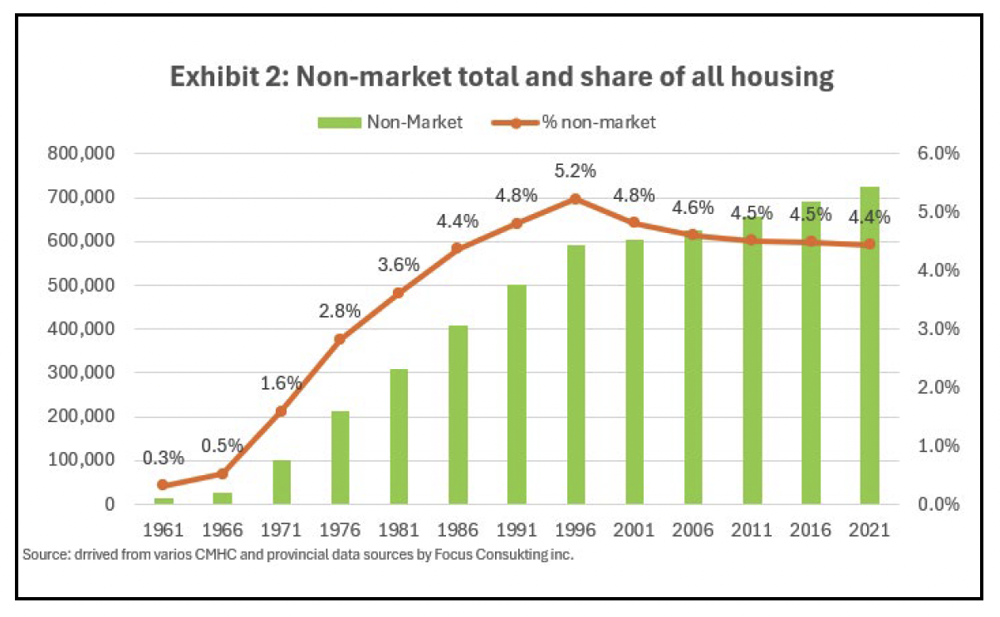 Exhibit 2: Non-market total and share of all housing
Non-Market % non-market
800,000 6.0%
700,000 5.0%
600,000 4.0%
500,000 3.0%
400,000 2.0%
300,000 1.0%
200,000 0.0%
100,000
0
0.3% 0.5% 1.6% 2.8% 3.6% 4.4% 4.8% 5.2% 4.8% 4.6% 4.5% 4.5% 4.4%
1961 1966 1971 1976 1981 1986 1991 1996 2001 2006 2011 2016 2021
Source: drrived from varios CMHC and provincial data sources by Focus Consukting inc.